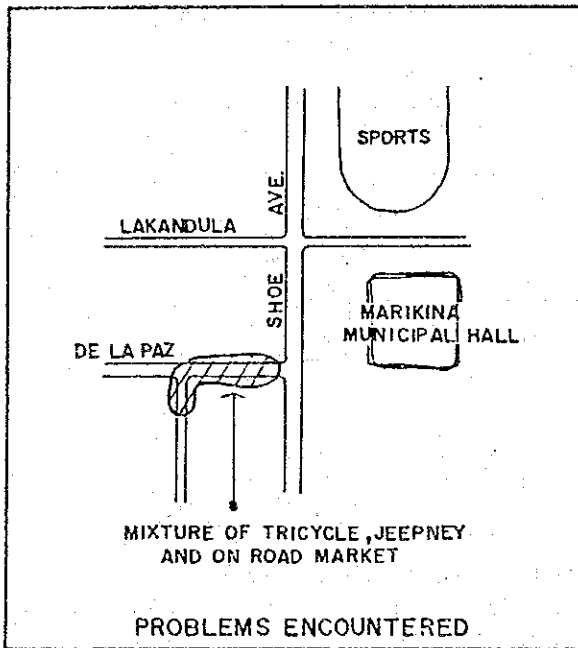 SPORTS
LAKANDULA
SHOE AVE.
MARIKINA
MUNICIPAL HALL
DE LA PAZ
MIXTURE OF TRICYCLE, JEEPNEY
AND ON ROAD MARKET
PROBLEMS ENCOUNTERED